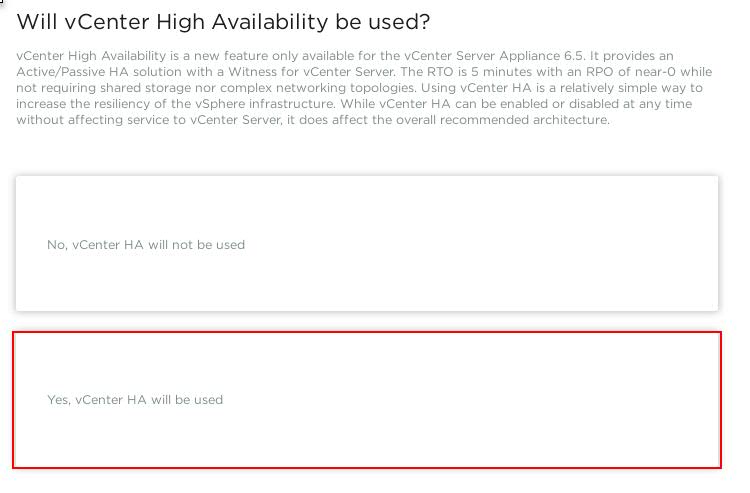 Will vCenter High Availability be used?
vCenter High Availability is a new feature only available for the vCenter Server Appliance 6.5. It provides an
Active/Passive HA solution with a Witness for vCenter Server. The RTO is 5 minutes with an RPO of near-0 while
not requiring shared storage nor complex networking topologies. Using vCenter HA is a relatively simple way to
increase the resiliency of the vSphere infrastructure. While vCenter HA can be enabled or disabled at any time
without affecting service to vCenter Server, it does affect the overall recommended architecture.
No, vCenter HA will not be used
Yes, vCenter HA will be used